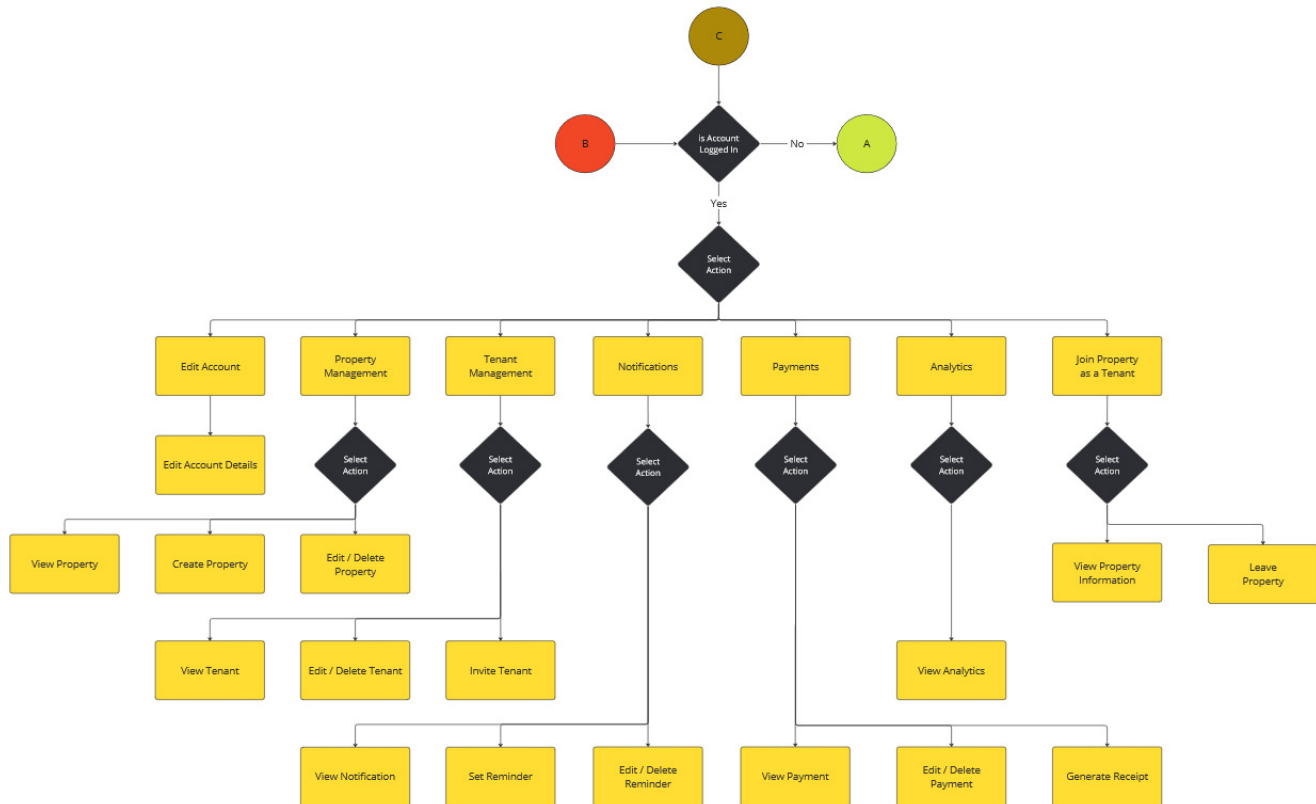 C
B
is Account
Logged In
No
A
Yes
Select
Action
Edit Account
Property
Management
Tenant
Management
Notifications
Payments
Analytics
Join Property
as a Tenant
Edit Account Details
Select
Action
Select
Action
Select
Action
Select
Action
Select
Action
Select
Action
View Property
Create Property
Edit / Delete
Property
View Property
Information
Leave
Property
View Tenant
Edit / Delete Tenant
Invite Tenant
View Analytics
View Notification
Set Reminder
Edit / Delete
Reminder
View Payment
Edit / Delete
Payment
Generate Receipt